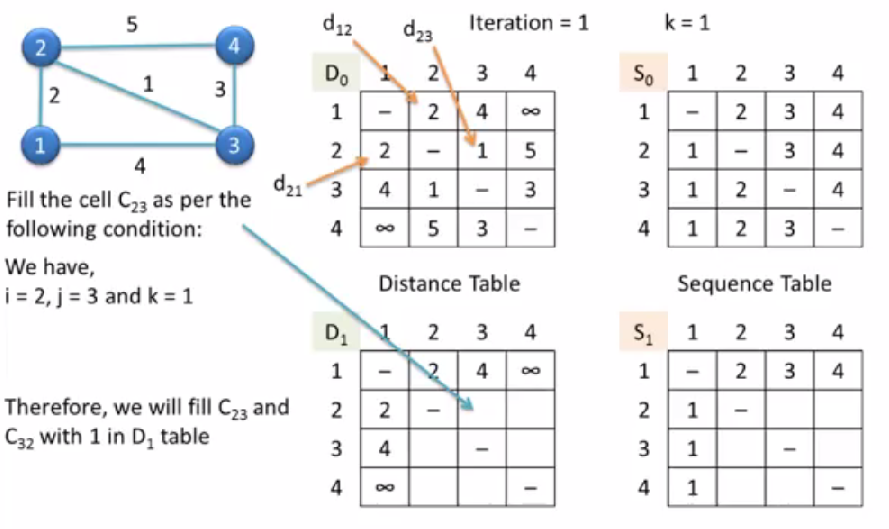 5
2
4
2
1
3
1
3
4
Fill the cell C23 as per the
following condition:
We have,
i = 2, j = 3 and k = 1
Therefore, we will fill C23 and
C32 with 1 in D1 table
d12 d23 Iteration = 1 k = 1
d21
D0 1 2 3 4
1 – 2 4 ∞
2 2 – 1 5
3 4 1 – 3
4 ∞ 5 3 –
Distance Table
S0 1 2 3 4
1 – 2 3 4
2 1 – 3 4
3 1 2 – 4
4 1 2 3 –
Sequence Table
D1 1 2 3 4
1 – 2 4 ∞
2 2 –
3 4 –
4 ∞ –
S1 1 2 3 4
1 – 2 3 4
2 1 –
3 1 –
4 1 –